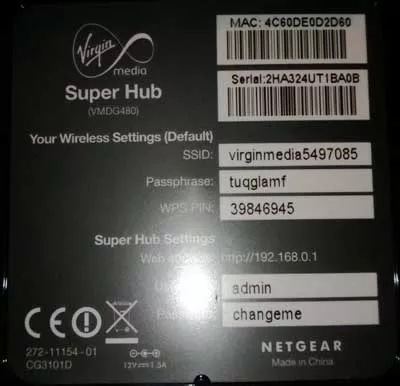 MAC: 4C60DE0D2D60
Virgin
media
Serial:2HA324UT1BA0B
Super Hub
(VMDG480)
Your Wireless Settings (Default)
SSID: virginmedia5497085
Passphrase: tuqglamf
WPS PIN: 39846945
Super Hub Settings
Web http://192.168.0.1
admin
changeme
CE
272-11154-01
CG3101D
12V 1.5A
NETGEAR
Made in China